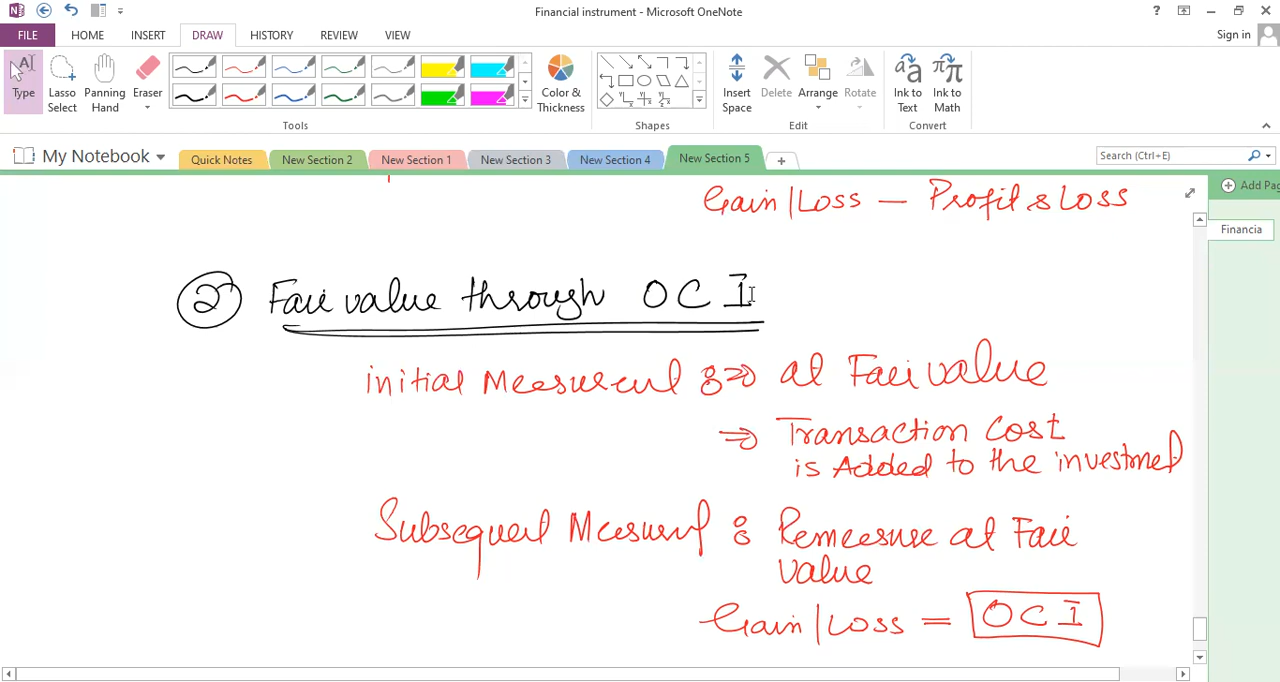 Financial instrument - Microsoft OneNote
Sign in
FILE HOME INSERT DRAW HISTORY REVIEW VIEW
Type
Lasso Select
Panning Hand
Eraser
Color & Thickness
Insert Space
Delete
Arrange
Rotate
Ink to Text
Ink to Math
Tools
Shapes
Edit
Convert
My Notebook
Quick Notes
New Section 2
New Section 1
New Section 3
New Section 4
New Section 5
Search (Ctrl+E)
Add Pag
Financia
Gain/Loss — Profit & Loss
② Fair value through OCI
initial Measurement :⇒ at Fair value
⇒ Transaction Cost
is Added to the investment
Subsequent Measurement : Remeasure at Fair
value
Gain/Loss = OCI